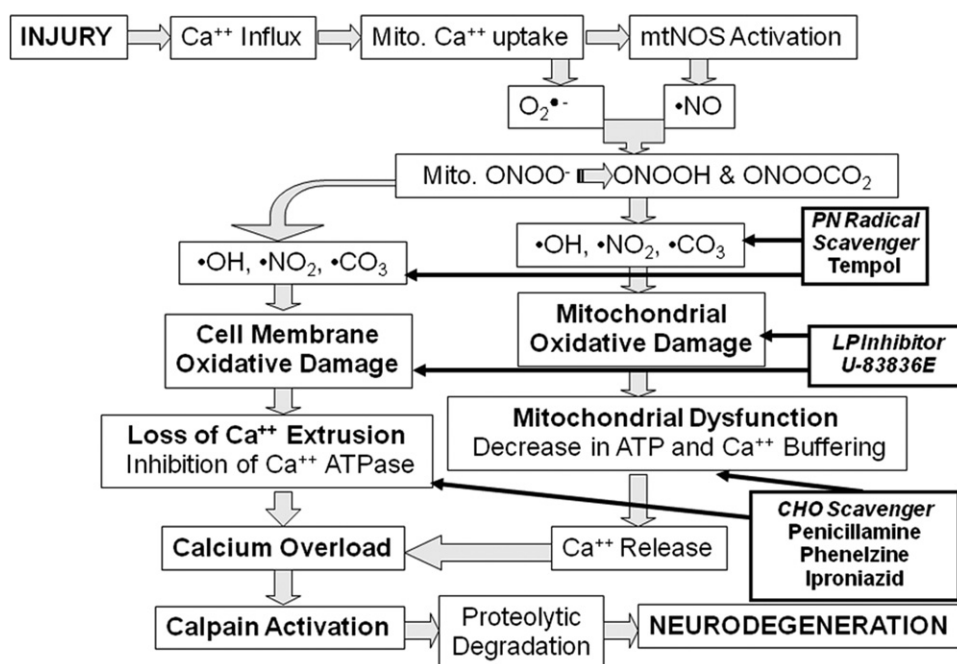 INJURY
Ca⁺⁺ Influx
Mito. Ca⁺⁺ uptake
mtNOS Activation
O₂•-
•NO
Mito. ONOO⁻ ONOOH & ONOOCO₂
•OH, •NO₂, •CO₃
•OH, •NO₂, •CO₃
PN Radical
Scavenger
Tempol
Cell Membrane
Oxidative Damage
Mitochondrial
Oxidative Damage
LP Inhibitor
U-83836E
Loss of Ca⁺⁺ Extrusion
Inhibition of Ca⁺⁺ ATPase
Mitochondrial Dysfunction
Decrease in ATP and Ca⁺⁺ Buffering
CHO Scavenger
Penicillamine
Phenelzine
Iproniazid
Calcium Overload
Ca⁺⁺ Release
Calpain Activation
Proteolytic
Degradation
NEURODEGENERATION